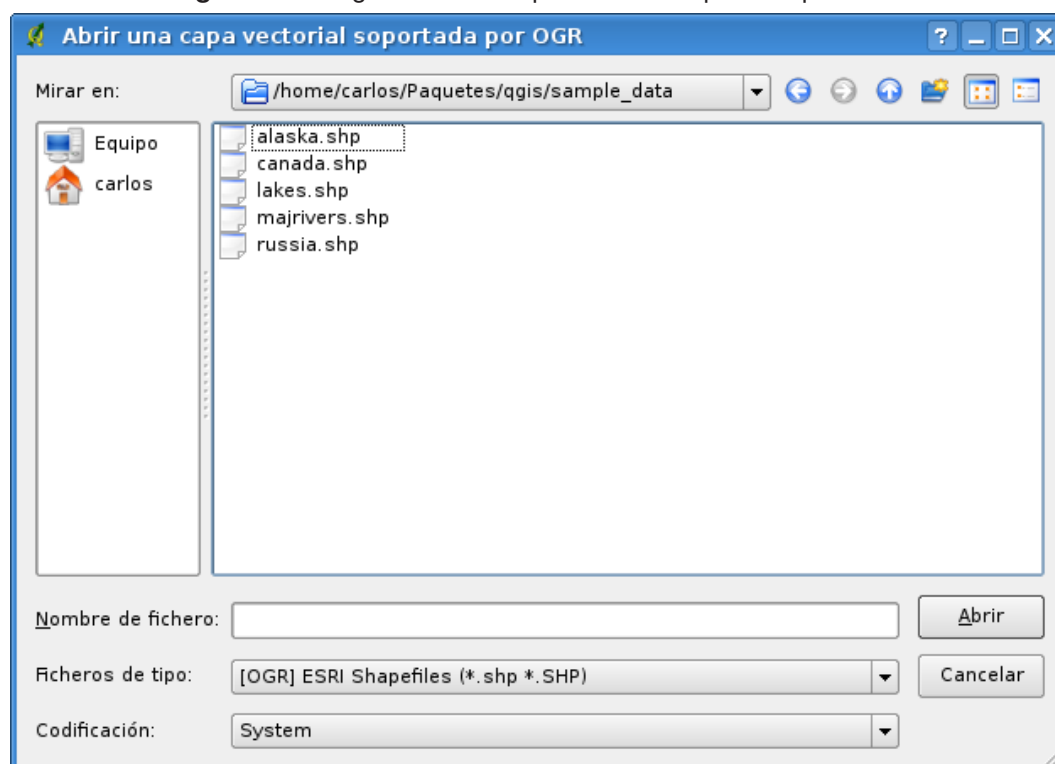 Abrir una capa vectorial soportada por OGR
Mirar en:
/home/carlos/Paquetes/qgis/sample_data
Equipo
carlos
alaska.shp
canada.shp
lakes.shp
majrivers.shp
russia.shp
Nombre de fichero:
Abrir
Ficheros de tipo:
[OGR] ESRI Shapefiles (*.shp *.SHP)
Cancelar
Codificación:
System